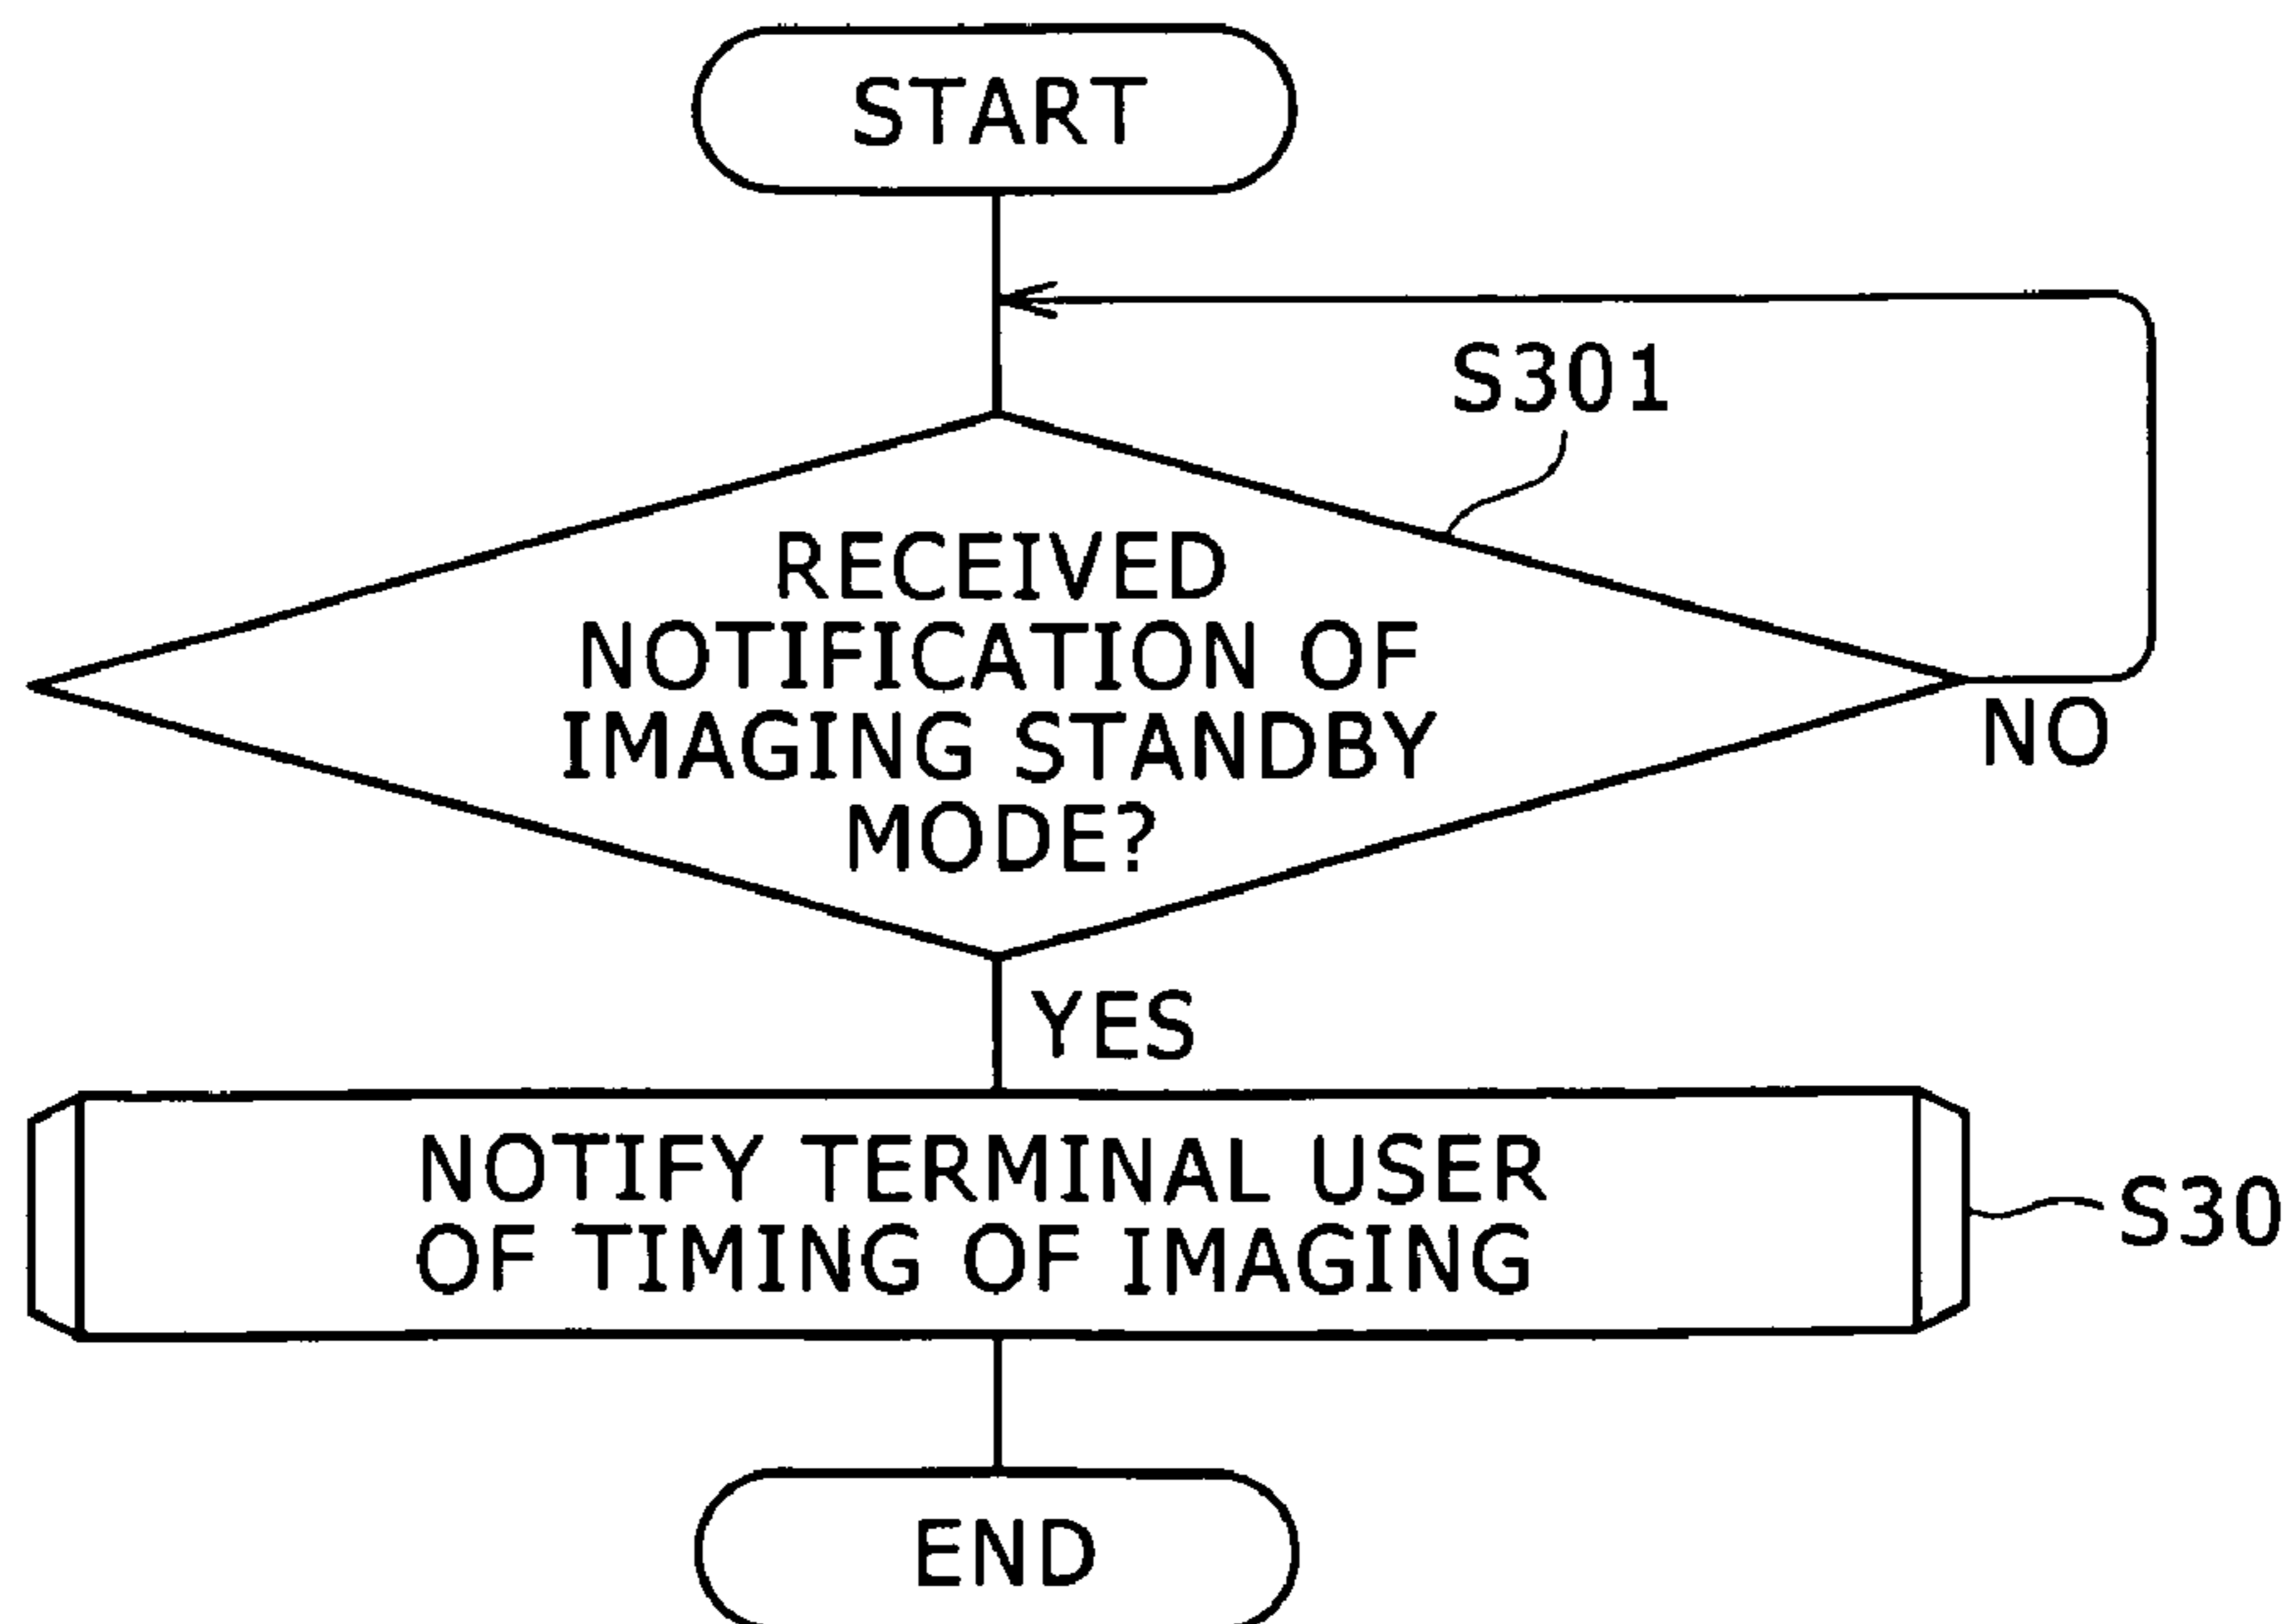 START
S301
RECEIVED
NOTIFICATION OF
IMAGING STANDBY
MODE?
NO
YES
NOTIFY TERMINAL USER
OF TIMING OF IMAGING
S30
END